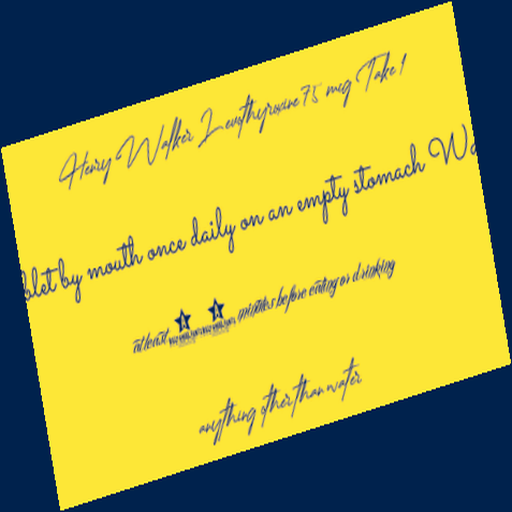 Henry Walker Levothyroxine 75 mcg Take 1
blet by mouth once daily on an empty stomach Wa
at least minutes before eating or drinking
anything other than water